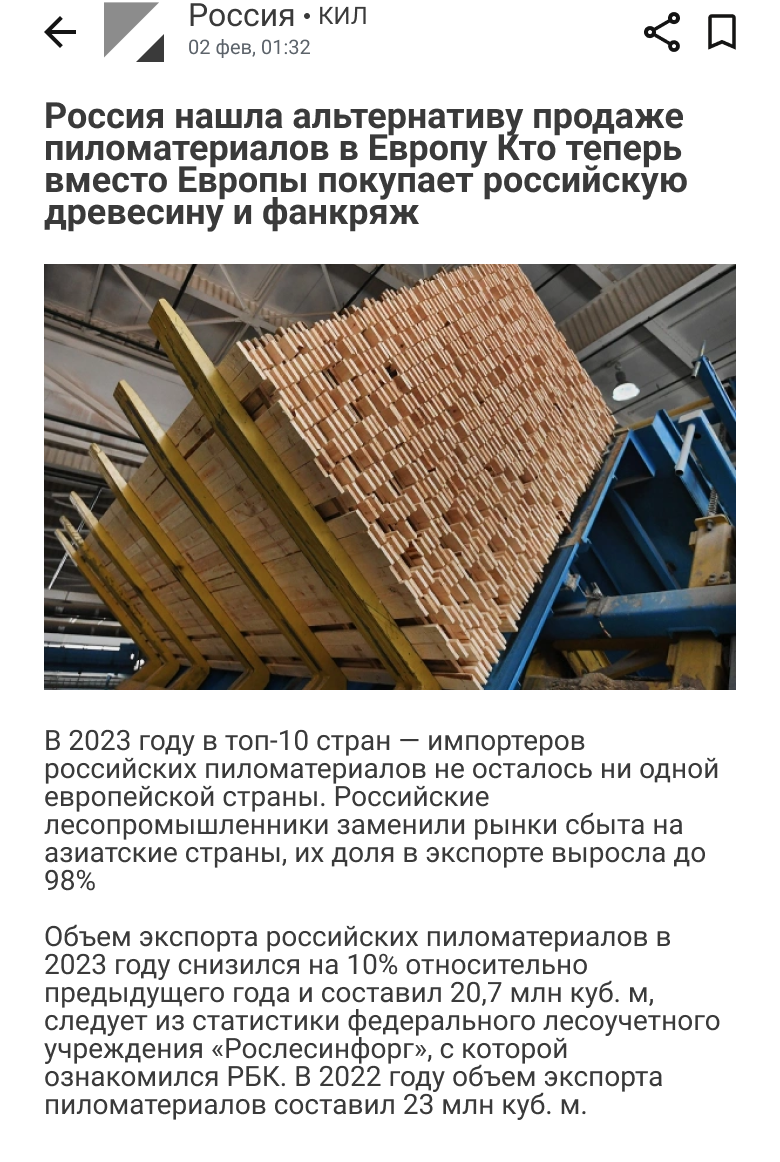 Россия • КИЛ
02 фев, 01:32
Россия нашла альтернативу продаже
пиломатериалов в Европу Кто теперь
вместо Европы покупает российскую
древесину и фанкряж
В 2023 году в топ-10 стран — импортеров
российских пиломатериалов не осталось ни одной
европейской страны. Российские
лесопромышленники заменили рынки сбыта на
азиатские страны, их доля в экспорте выросла до
98%
Объем экспорта российских пиломатериалов в
2023 году снизился на 10% относительно
предыдущего года и составил 20,7 млн куб. м,
следует из статистики федерального лесоучетного
учреждения «Рослесинфорг», с которой
ознакомился РБК. В 2022 году объем экспорта
пиломатериалов составил 23 млн куб. м.